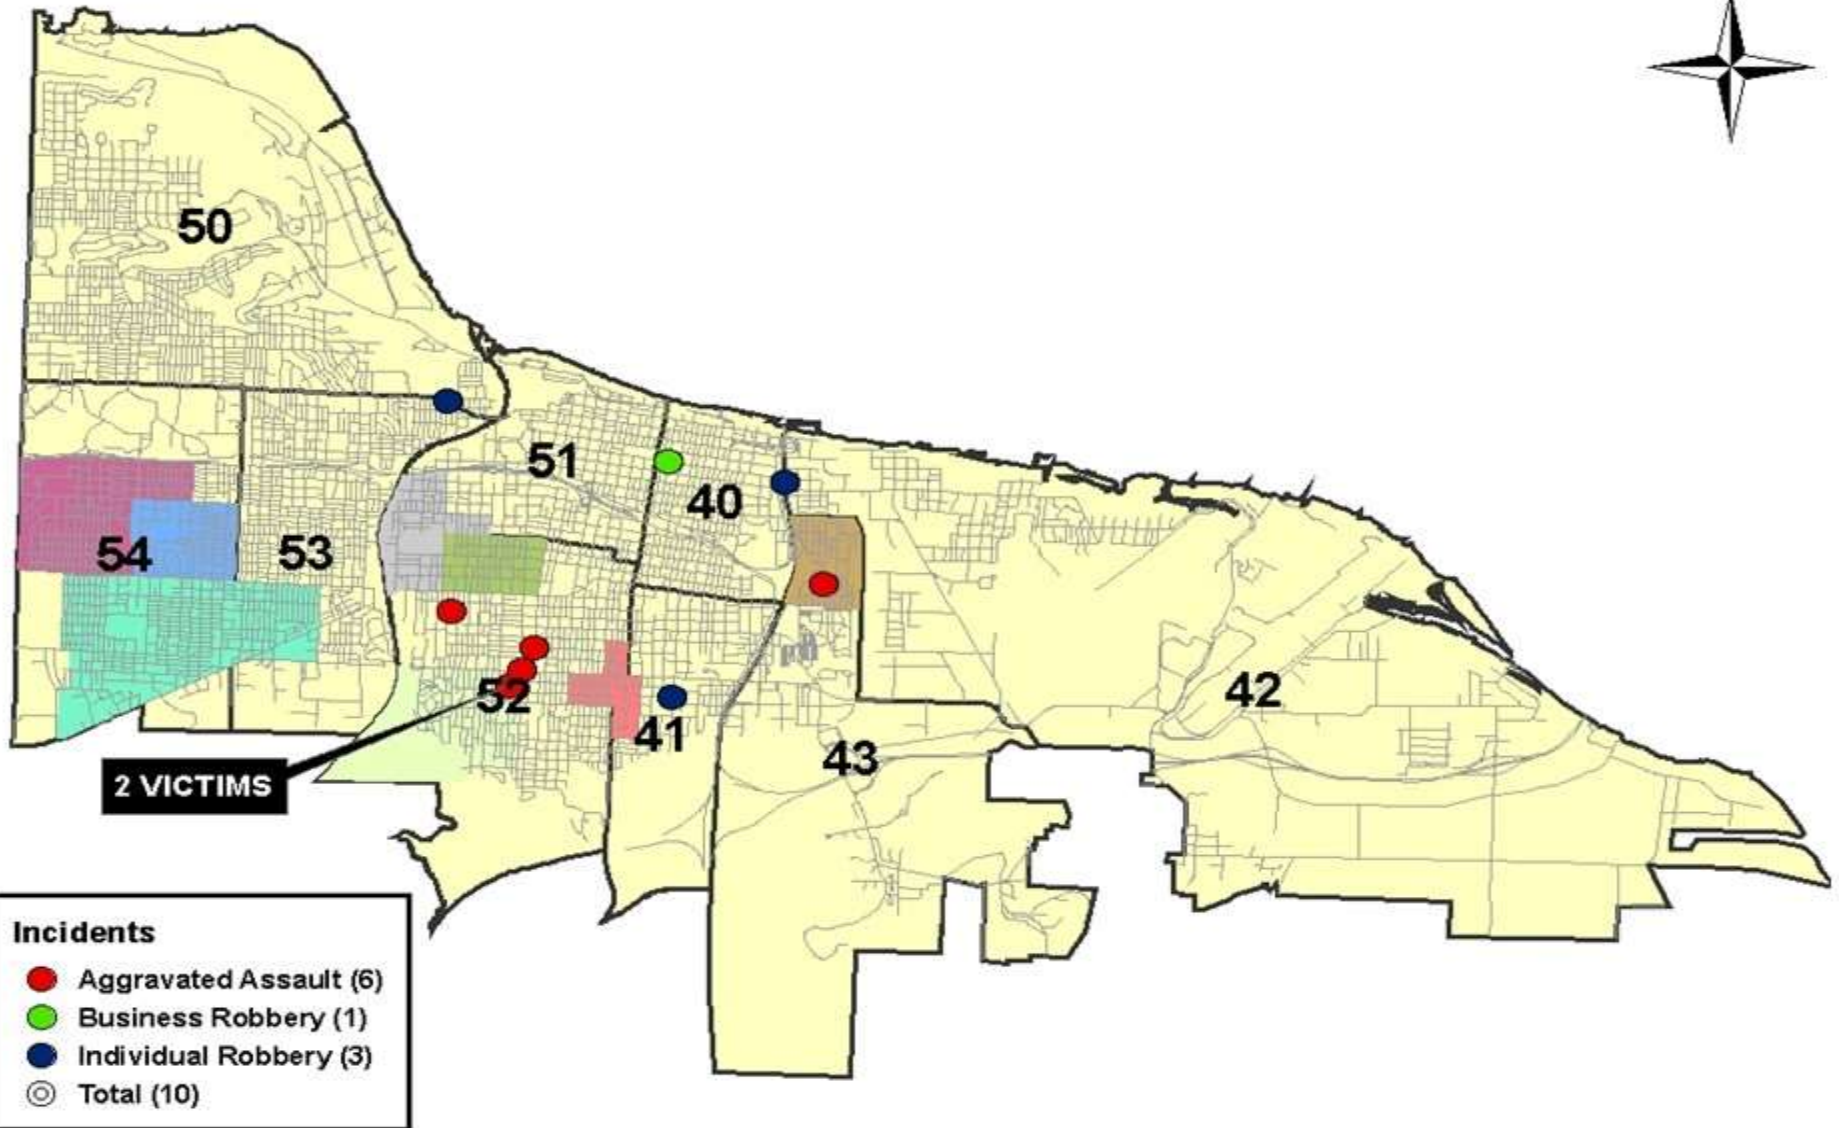 50
51
40
54
53
52
42
41
43
2 VICTIMS
Incidents
Aggravated Assault (6)
Business Robbery (1)
Individual Robbery (3)
Total (10)